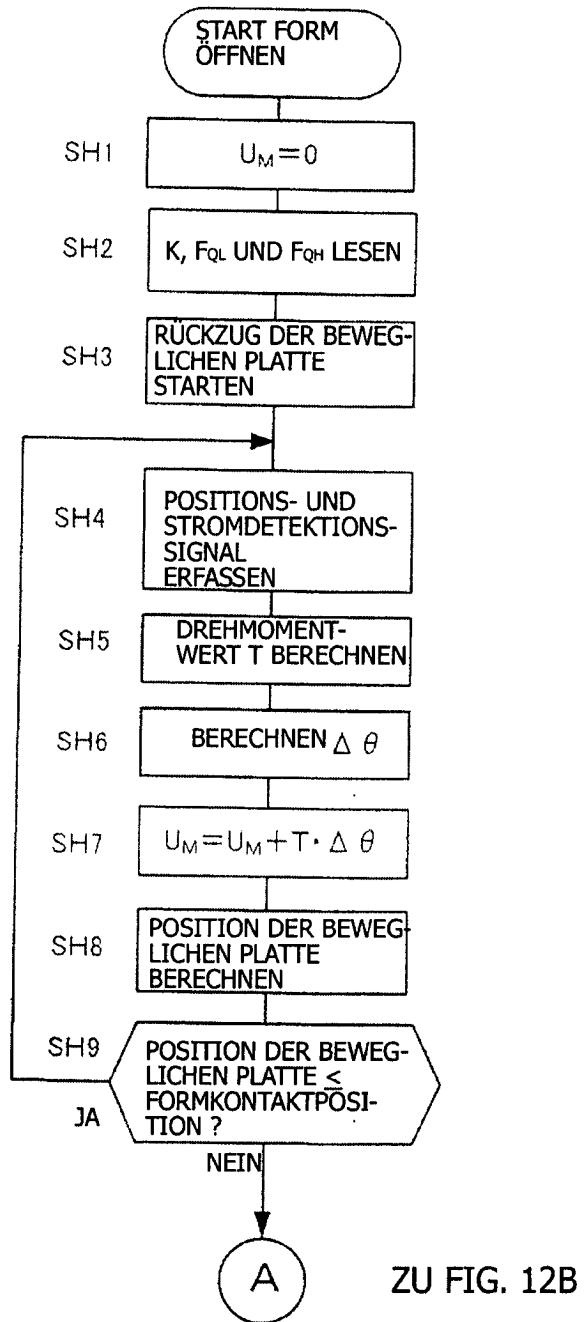 START FORM
ÖFFNEN
SH1
U_M=0
SH2
K, F_QL UND F_QH LESEN
SH3
RÜCKZUG DER BEWEG-
LICHEN PLATTE
STARTEN
SH4
POSITIONS- UND
STROMDETEKTIONS-
SIGNAL
ERFASSEN
SH5
DREHMOMENT-
WERT T BERECHNEN
SH6
BERECHNEN Δ θ
SH7
U_M=U_M+T· Δ θ
SH8
POSITION DER BEWEG-
LICHEN PLATTE
BERECHNEN
SH9
POSITION DER BEWEG-
LICHEN PLATTE ≤
FORMKONTAKTPOSI-
TION ?
JA
NEIN
A
ZU FIG. 12B